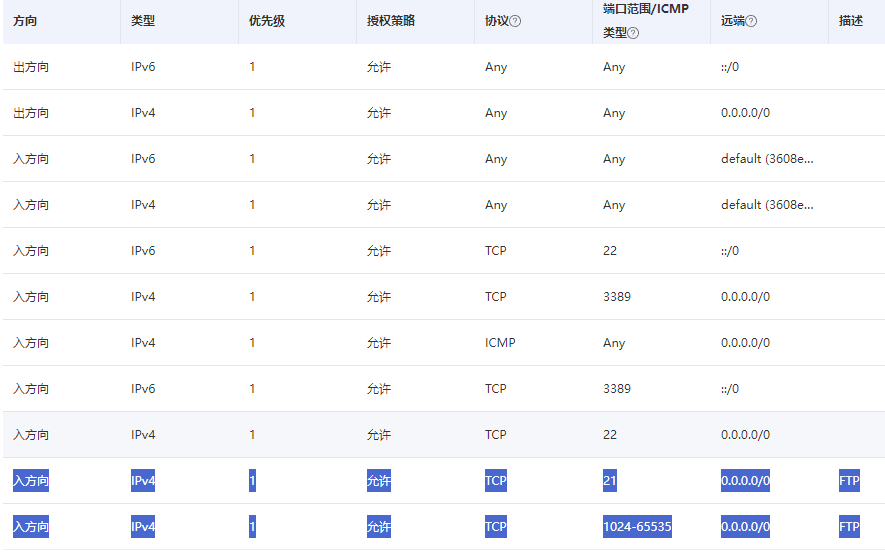 方向 类型 优先级 授权策略 协议? 端口范围/ICMP 类型? 远端? 描述
出方向 IPv6 1 允许 Any Any ::/0
出方向 IPv4 1 允许 Any Any 0.0.0.0/0
入方向 IPv6 1 允许 Any Any default (3608e...
入方向 IPv4 1 允许 Any Any default (3608e...
入方向 IPv6 1 允许 TCP 22 ::/0
入方向 IPv4 1 允许 TCP 3389 0.0.0.0/0
入方向 IPv4 1 允许 ICMP Any 0.0.0.0/0
入方向 IPv6 1 允许 TCP 3389 ::/0
入方向 IPv4 1 允许 TCP 22 0.0.0.0/0
入方向 IPv4 1 允许 TCP 21 0.0.0.0/0 FTP
入方向 IPv4 1 允许 TCP 1024-65535 0.0.0.0/0 FTP